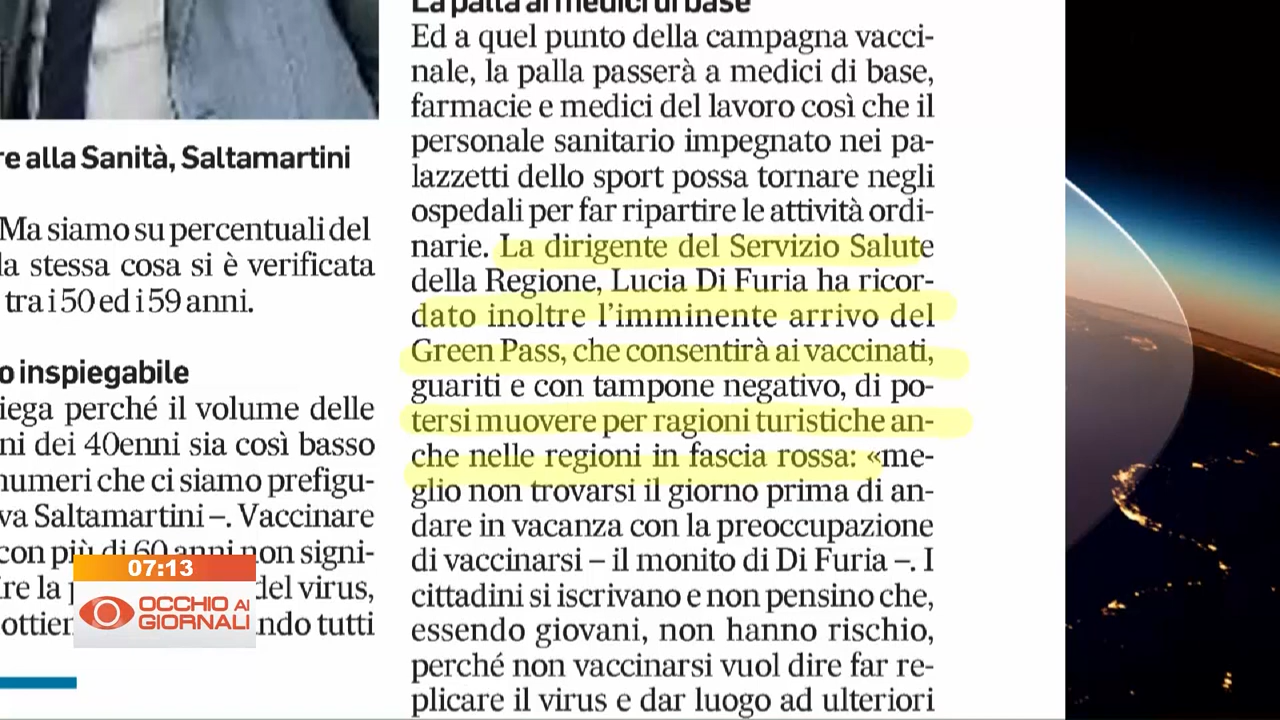 re alla Sanità, Saltamartini
Ma siamo su percentuali del
la stessa cosa si è verificata
tra i 50 ed i 59 anni.
o inspiegabile
iega perché il volume delle
ni dei 40enni sia così basso
numeri che ci siamo prefigu-
va Saltamartini –. Vaccinare
con più di 60 anni non signi-
re la
del virus,
ottien
ndo tutti
La palla ai medici di base
Ed a quel punto della campagna vacci-
nale, la palla passerà a medici di base,
farmacie e medici del lavoro così che il
personale sanitario impegnato nei pa-
lazzetti dello sport possa tornare negli
ospedali per far ripartire le attività ordi-
narie. La dirigente del Servizio Salute
della Regione, Lucia Di Furia ha ricor-
dato inoltre l'imminente arrivo del
Green Pass, che consentirà ai vaccinati,
guariti e con tampone negativo, di po-
tersi muovere per ragioni turistiche an-
che nelle regioni in fascia rossa: «me-
glio non trovarsi il giorno prima di an-
dare in vacanza con la preoccupazione
di vaccinarsi – il monito di Di Furia –. I
cittadini si iscrivano e non pensino che,
essendo giovani, non hanno rischio,
perché non vaccinarsi vuol dire far re-
plicare il virus e dar luogo ad ulteriori
07:13
OCCHIO AI
GIORNALI